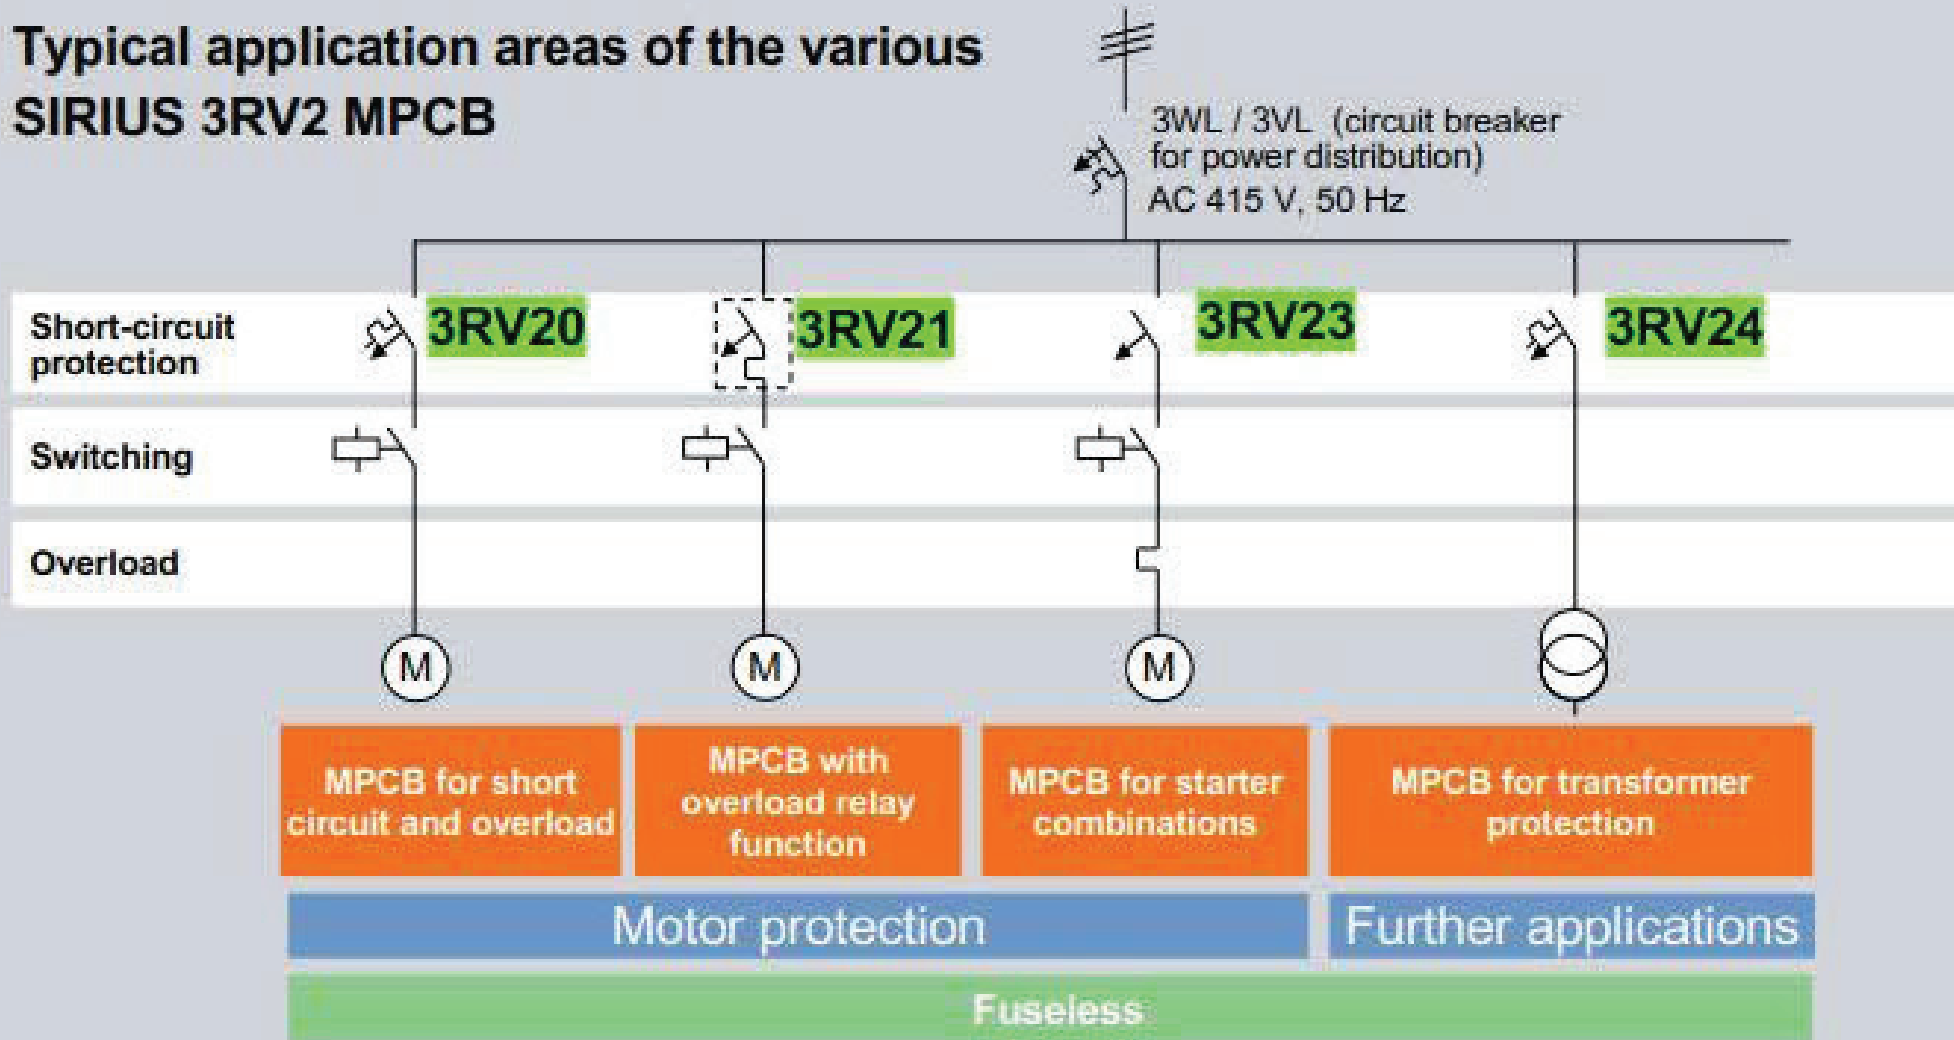 Typical application areas of the various
SIRIUS 3RV2 MPCB
3WL / 3VL (circuit breaker
for power distribution)
AC 415 V, 50 Hz
Short-circuit
protection
3RV20
3RV21
3RV23
3RV24
Switching
Overload
M
M
M
MPCB for short
circuit and overload
MPCB with
overload relay
function
MPCB for starter
combinations
MPCB for transformer
protection
Motor protection
Further applications
Fuseless